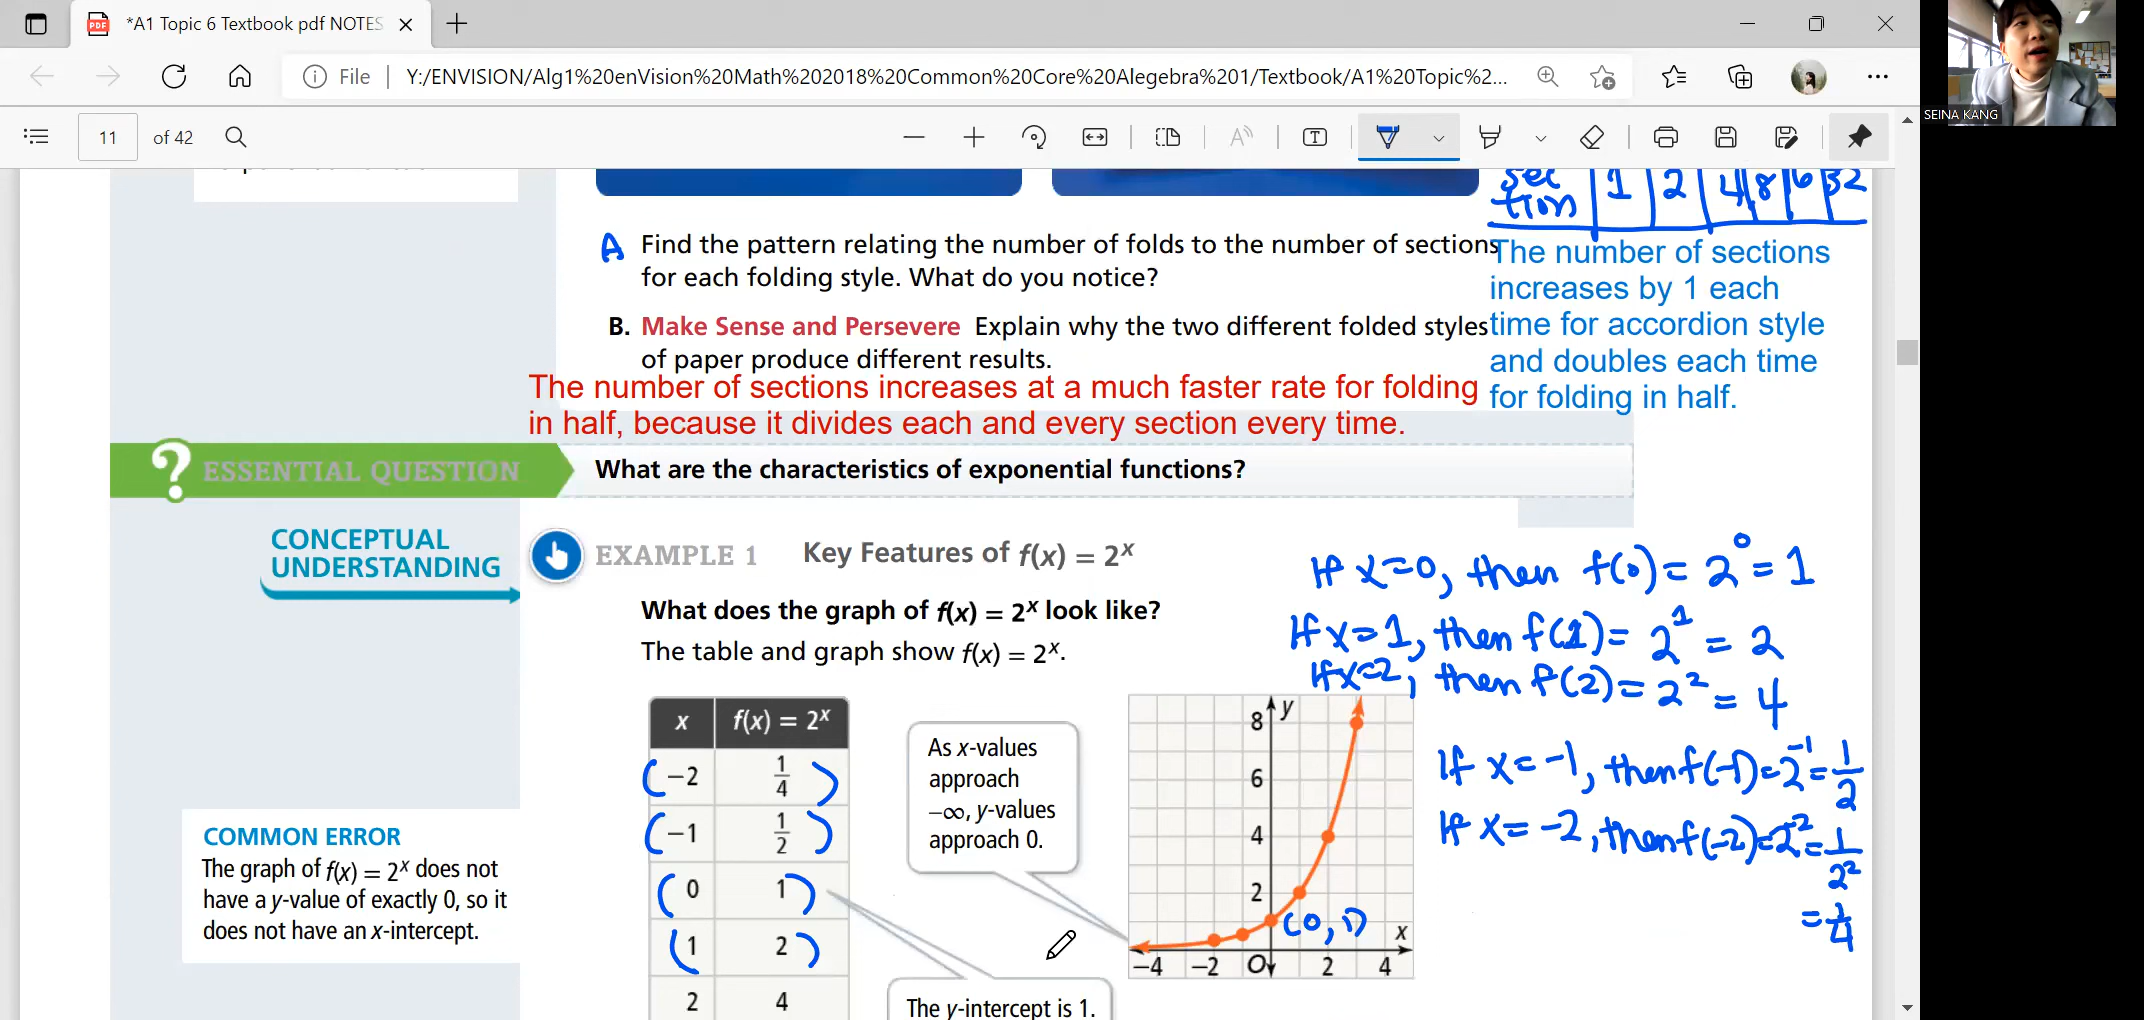 *A1 Topic 6 Textbook pdf NOTES
File
Y:/ENVISION/Alg1%20enVision%20Math%202018%20Common%20Core%20Alegebra%201/Textbook/A1%20Topic%2...
SEINA KANG
11 of 42
sec
tion 1 2 4 8 16 32
A Find the pattern relating the number of folds to the number of sections
for each folding style. What do you notice?
B. Make Sense and Persevere Explain why the two different folded styles
of paper produce different results.
The number of sections
increases by 1 each
time for accordion style
and doubles each time
for folding in half.
The number of sections increases at a much faster rate for folding
in half, because it divides each and every section every time.
? ESSENTIAL QUESTION What are the characteristics of exponential functions?
CONCEPTUAL
UNDERSTANDING
EXAMPLE 1 Key Features of f(x) = 2ˣ
What does the graph of f(x) = 2ˣ look like?
The table and graph show f(x) = 2ˣ.
If x=0, then f(0) = 2⁰ = 1
If x=1, then f(1) = 2¹ = 2
If x=2, then f(2) = 2² = 4
If x=-1, then f(-1)=2⁻¹=1/2
If x=-2, then f(-2)=2⁻²=1/2²
=1/4
x f(x) = 2ˣ
(−2 1/4)
(−1 1/2)
(0 1)
(1 2)
2 4
As x-values
approach
−∞, y-values
approach 0.
The y-intercept is 1.
y
8
6
4
2
(0,1)
x
−4 −2 O 2 4
COMMON ERROR
The graph of f(x) = 2ˣ does not
have a y-value of exactly 0, so it
does not have an x-intercept.